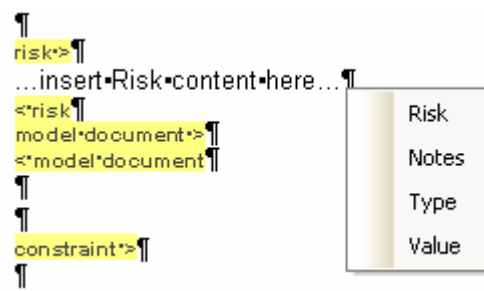 ¶
risk·>¶
...insert·Risk·content·here...¶
<·risk¶
model·document·>¶
<·model·document¶
¶
¶
constraint·>¶
¶
Risk
Notes
Type
Value